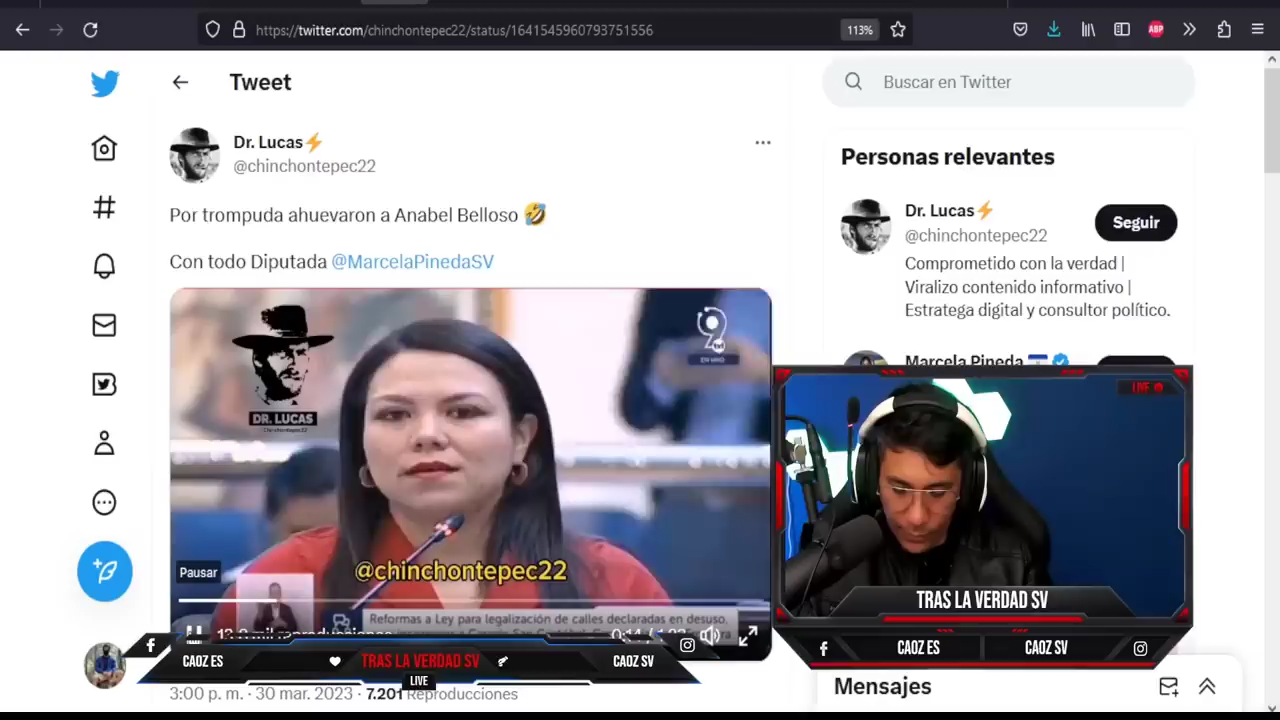 https://twitter.com/chinchontepec22/status/1641545960793751556
113%
ABP
Tweet
Buscar en Twitter
Dr. Lucas⚡
@chinchontepec22
Por trompuda ahuevaron a Anabel Belloso 🤣
Con todo Diputada @MarcelaPinedaSV
Personas relevantes
Dr. Lucas⚡
@chinchontepec22
Seguir
Comprometido con la verdad |
Viralizo contenido informativo |
Estratega digital y consultor político.
Marcela Pineda
DR. LUCAS
@chinchontepec22
Pausar
Reformas a Ley para legalización de calles declaradas en desuso,
LIVE
TRAS LA VERDAD SV
CAOZ ES
CAOZ SV
CAOZ ES
TRAS LA VERDAD SV
CAOZ SV
LIVE
3:00 p. m. · 30 mar. 2023 · 7.201 Reproducciones
Mensajes